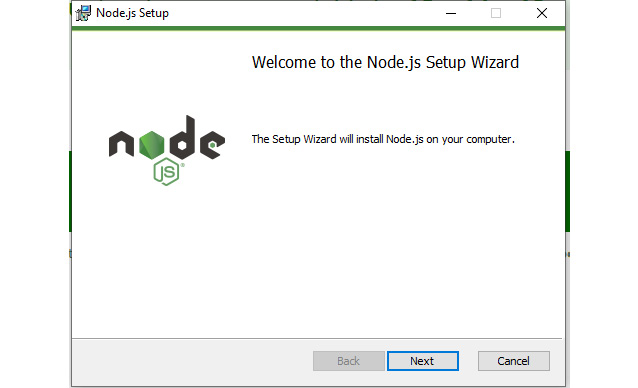 Node.js Setup
Welcome to the Node.js Setup Wizard
The Setup Wizard will install Node.js on your computer.
node
JS
®
Back
Next
Cancel